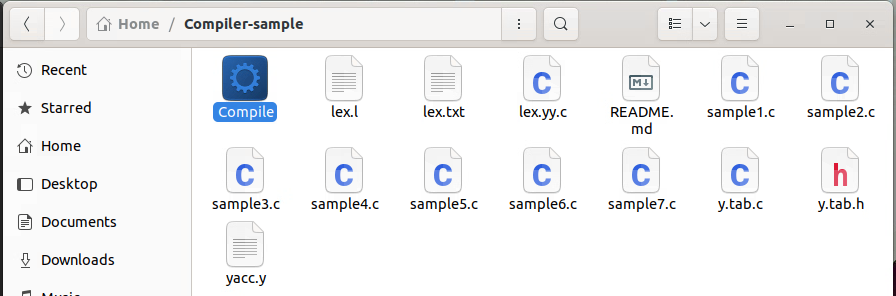 Home / Compiler-sample
Recent
Starred
Home
Desktop
Documents
Downloads
Compile
lex.l
lex.txt
lex.yy.c
README.
md
sample1.c
sample2.c
sample3.c
sample4.c
sample5.c
sample6.c
sample7.c
y.tab.c
y.tab.h
yacc.y